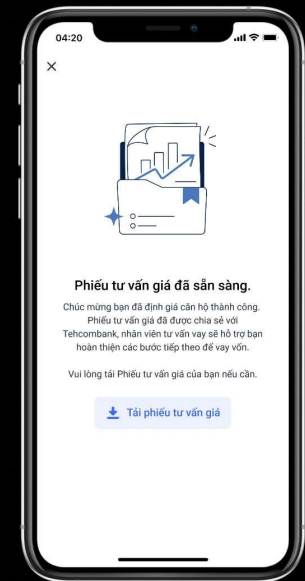 04:20
Phiếu tư vấn giá đã sẵn sàng.
Chúc mừng bạn đã định giá căn hộ thành công.
Phiếu tư vấn giá đã được chia sẻ với
Tehcombank, nhân viên tư vấn vay sẽ hỗ trợ bạn
hoàn thiện các bước tiếp theo để vay vốn.
Vui lòng tải Phiếu tư vấn giá của bạn nếu cần.
Tải phiếu tư vấn giá